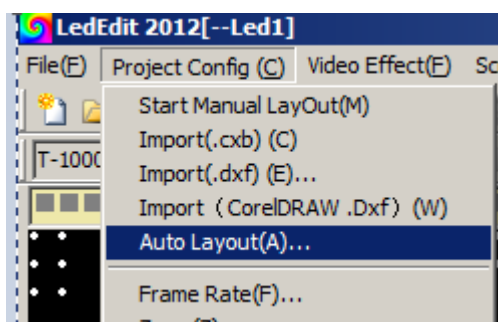 LedEdit 2012[--Led1]
File(F) Project Config (C) Video Effect(F) Sc
Start Manual LayOut(M)
T-1000
Import(.cxb) (C)
Import(.dxf) (E)...
Import（CorelDRAW .Dxf）(W)
Auto Layout(A)...
Frame Rate(F)...